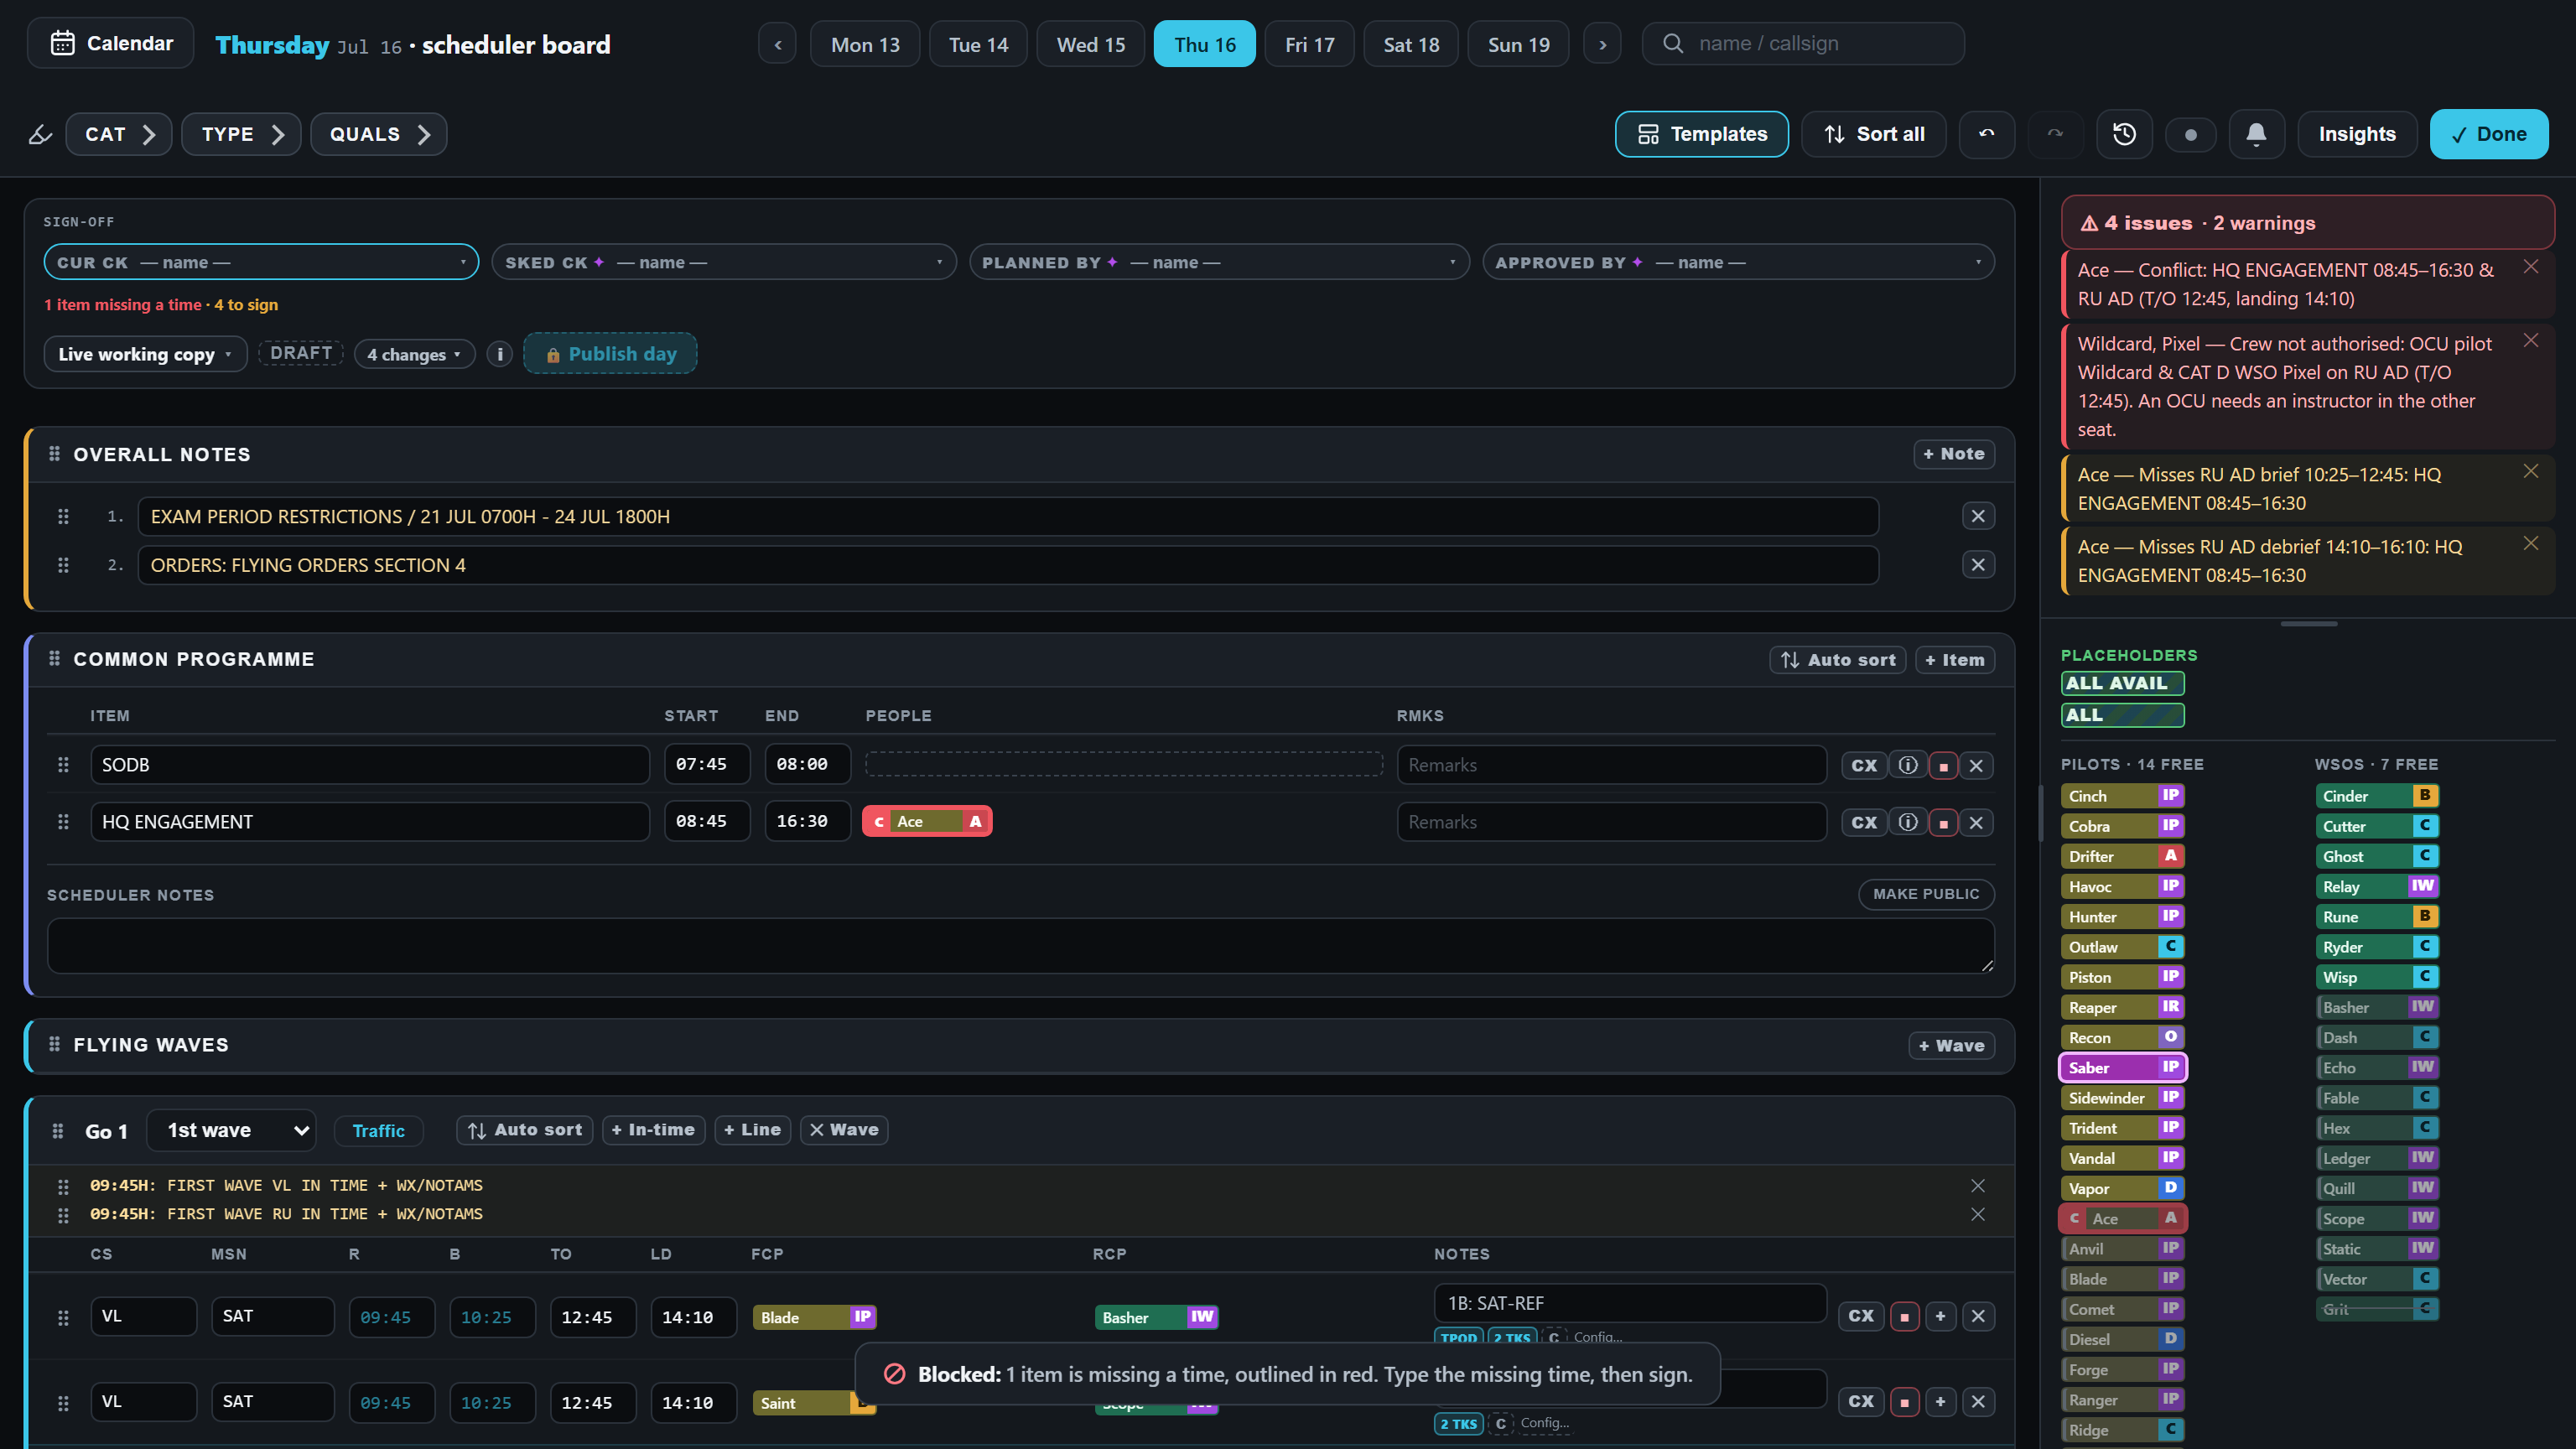 Calendar
Thursday Jul 16 · scheduler board
‹ Mon 13 Tue 14 Wed 15 Thu 16 Fri 17 Sat 18 Sun 19 ›
name / callsign
CAT TYPE QUALS
Templates Sort all Insights ✓ Done
SIGN-OFF
CUR CK — name —
SKED CK ✦ — name —
PLANNED BY ✦ — name —
APPROVED BY ✦ — name —
1 item missing a time · 4 to sign
Live working copy DRAFT 4 changes i Publish day
OVERALL NOTES + Note
1. EXAM PERIOD RESTRICTIONS / 21 JUL 0700H - 24 JUL 1800H
2. ORDERS: FLYING ORDERS SECTION 4
COMMON PROGRAMME Auto sort + Item
ITEM START END PEOPLE RMKS
SODB 07:45 08:00 Remarks CX
HQ ENGAGEMENT 08:45 16:30 C Ace A Remarks CX
SCHEDULER NOTES MAKE PUBLIC
FLYING WAVES + Wave
Go 1 1st wave Traffic Auto sort + In-time + Line X Wave
09:45H: FIRST WAVE VL IN TIME + WX/NOTAMS
09:45H: FIRST WAVE RU IN TIME + WX/NOTAMS
CS MSN R B TO LD FCP RCP NOTES
VL SAT 09:45 10:25 12:45 14:10 Blade IP Basher IW 1B: SAT-REF CX
TPOD 2 TKS C Config...
VL SAT 09:45 10:25 12:45 14:10 Saint Scope CX
2 TKS C Config...
Blocked: 1 item is missing a time, outlined in red. Type the missing time, then sign.
4 issues · 2 warnings
Ace — Conflict: HQ ENGAGEMENT 08:45–16:30 &
RU AD (T/O 12:45, landing 14:10)
Wildcard, Pixel — Crew not authorised: OCU pilot
Wildcard & CAT D WSO Pixel on RU AD (T/O
12:45). An OCU needs an instructor in the other
seat.
Ace — Misses RU AD brief 10:25–12:45: HQ
ENGAGEMENT 08:45–16:30
Ace — Misses RU AD debrief 14:10–16:10: HQ
ENGAGEMENT 08:45–16:30
PLACEHOLDERS
ALL AVAIL
ALL
PILOTS · 14 FREE
Cinch IP
Cobra IP
Drifter A
Havoc IP
Hunter IP
Outlaw C
Piston IP
Reaper IR
Recon O
Saber IP
Sidewinder IP
Trident IP
Vandal IP
Vapor D
C Ace A
Anvil IP
Blade IP
Comet IP
Diesel D
Forge IP
Ranger IP
Ridge C
WSOS · 7 FREE
Cinder B
Cutter C
Ghost C
Relay IW
Rune B
Ryder C
Wisp C
Basher IW
Dash C
Echo IW
Fable C
Hex C
Ledger IW
Quill IW
Scope IW
Static IW
Vector C
Grit C